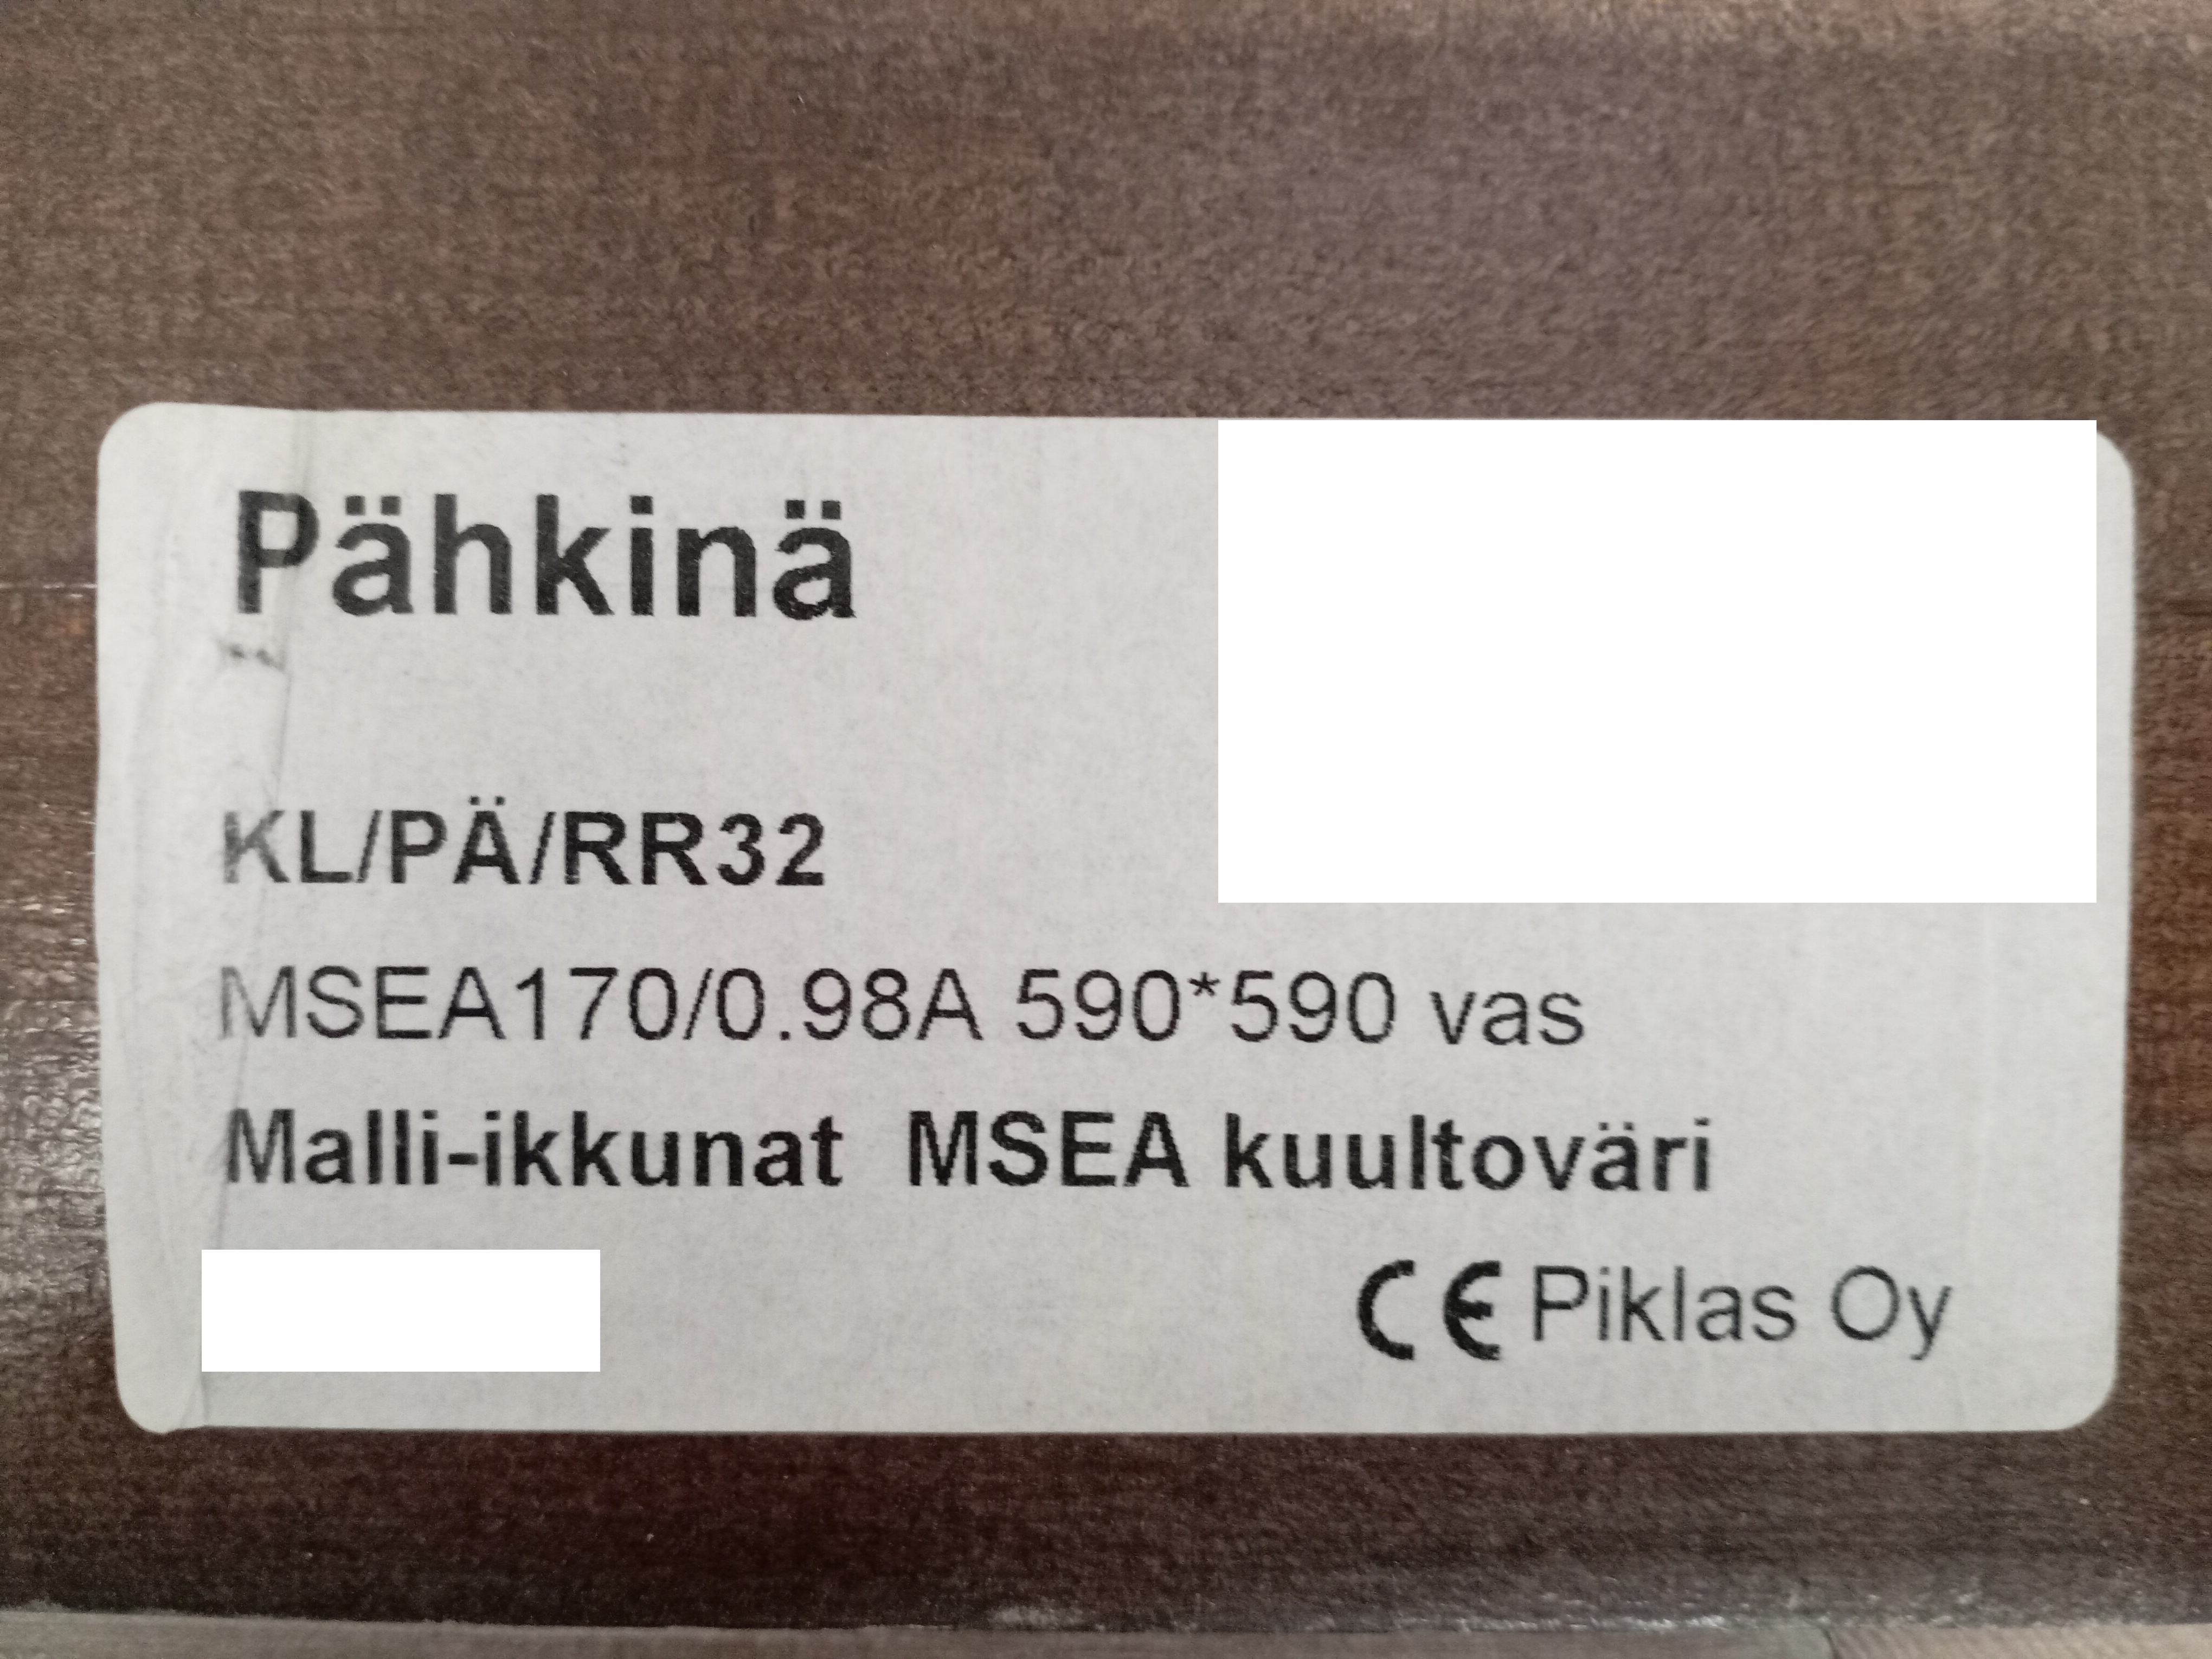 Pähkinä
KL/PÄ/RR32
MSEA170/0.98A 590*590 vas
Malli-ikkunat MSEA kuultoväri
CE Piklas Oy